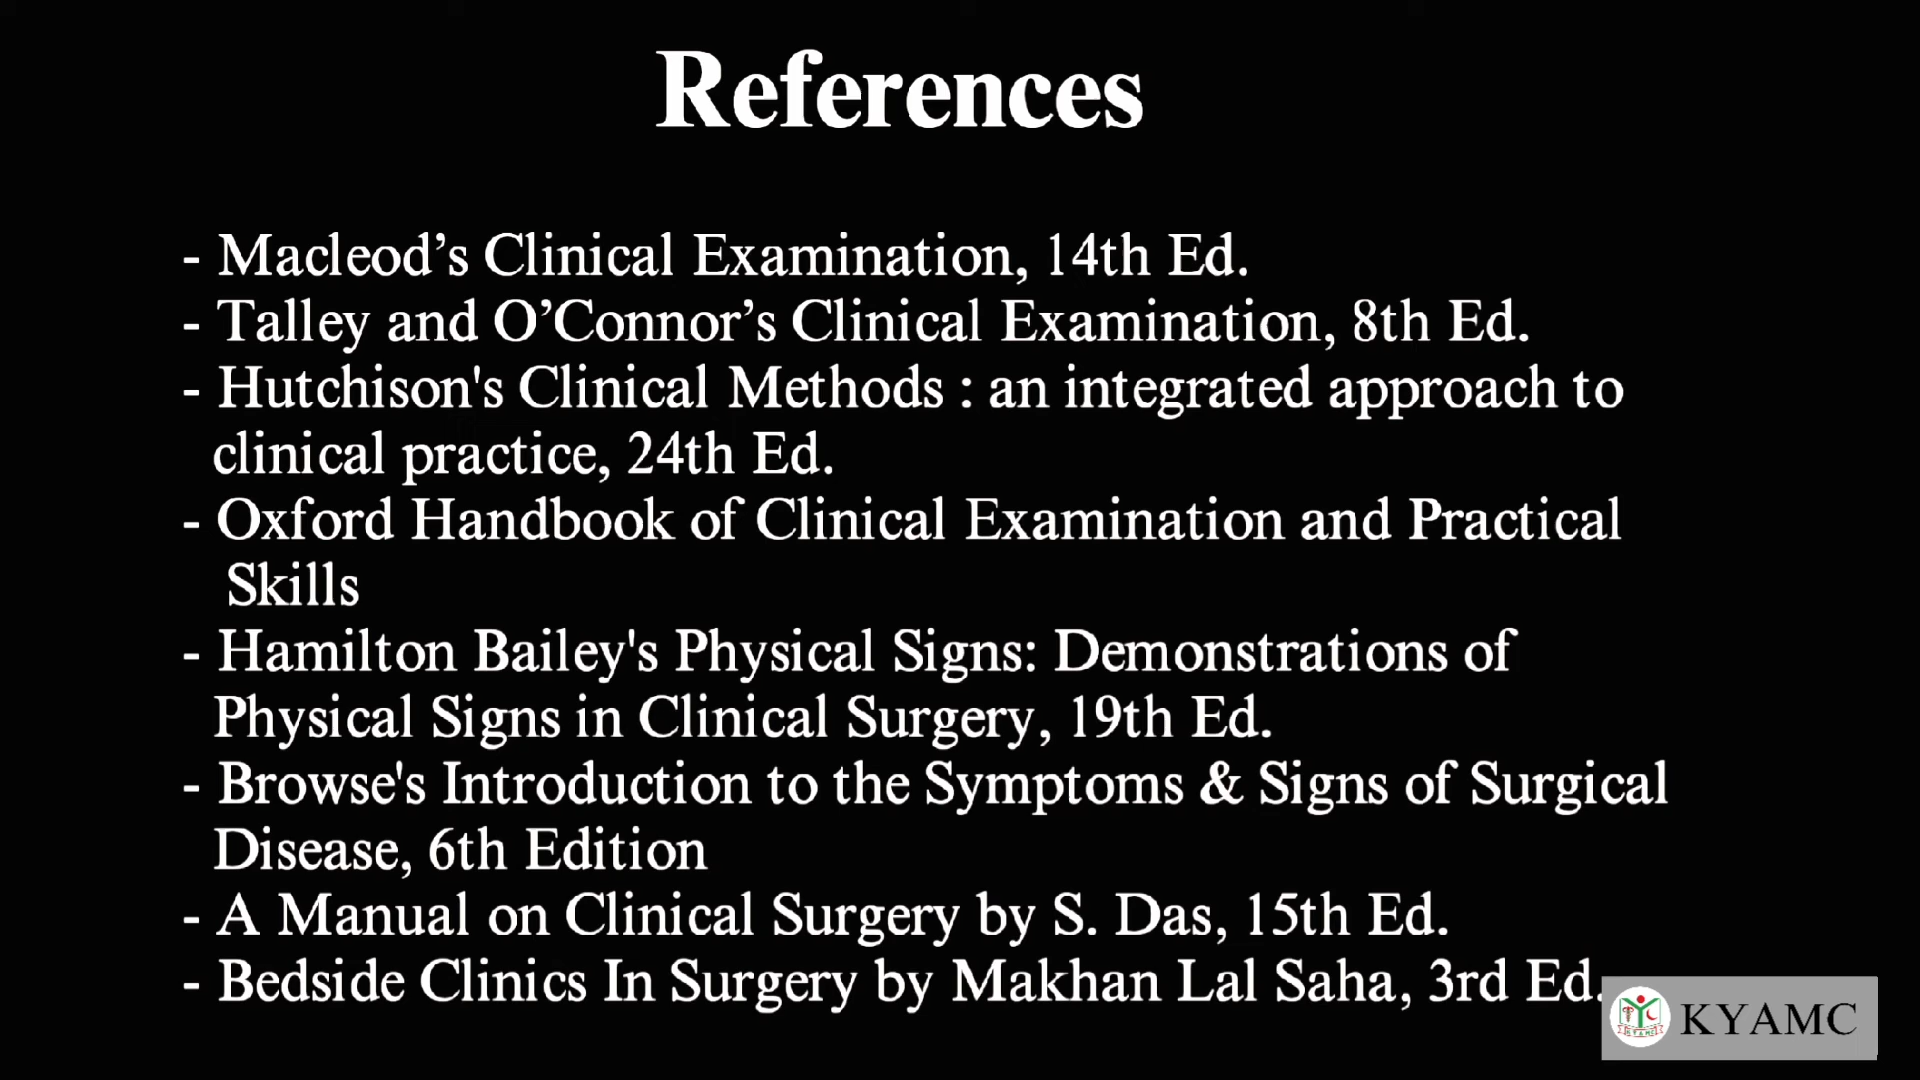 References
- Macleod’s Clinical Examination, 14th Ed.
- Talley and O’Connor’s Clinical Examination, 8th Ed.
- Hutchison's Clinical Methods : an integrated approach to
clinical practice, 24th Ed.
- Oxford Handbook of Clinical Examination and Practical
Skills
- Hamilton Bailey's Physical Signs: Demonstrations of
Physical Signs in Clinical Surgery, 19th Ed.
- Browse's Introduction to the Symptoms & Signs of Surgical
Disease, 6th Edition
- A Manual on Clinical Surgery by S. Das, 15th Ed.
- Bedside Clinics In Surgery by Makhan Lal Saha, 3rd Ed.
KYAMC